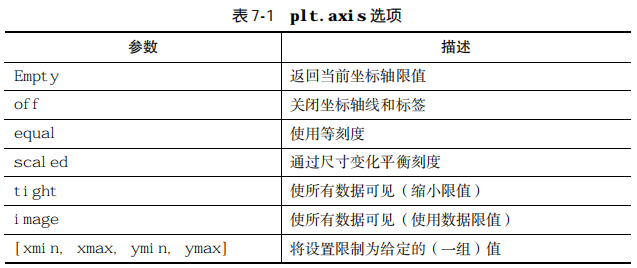 表 7-1 plt.axis 选项
参数 描述
Empty 返回当前坐标轴限值
off 关闭坐标轴线和标签
equal 使用等刻度
scaled 通过尺寸变化平衡刻度
tight 使所有数据可见（缩小限值）
image 使所有数据可见（使用数据限值）
[xmin, xmax, ymin, ymax] 将设置限制为给定的（一组）值